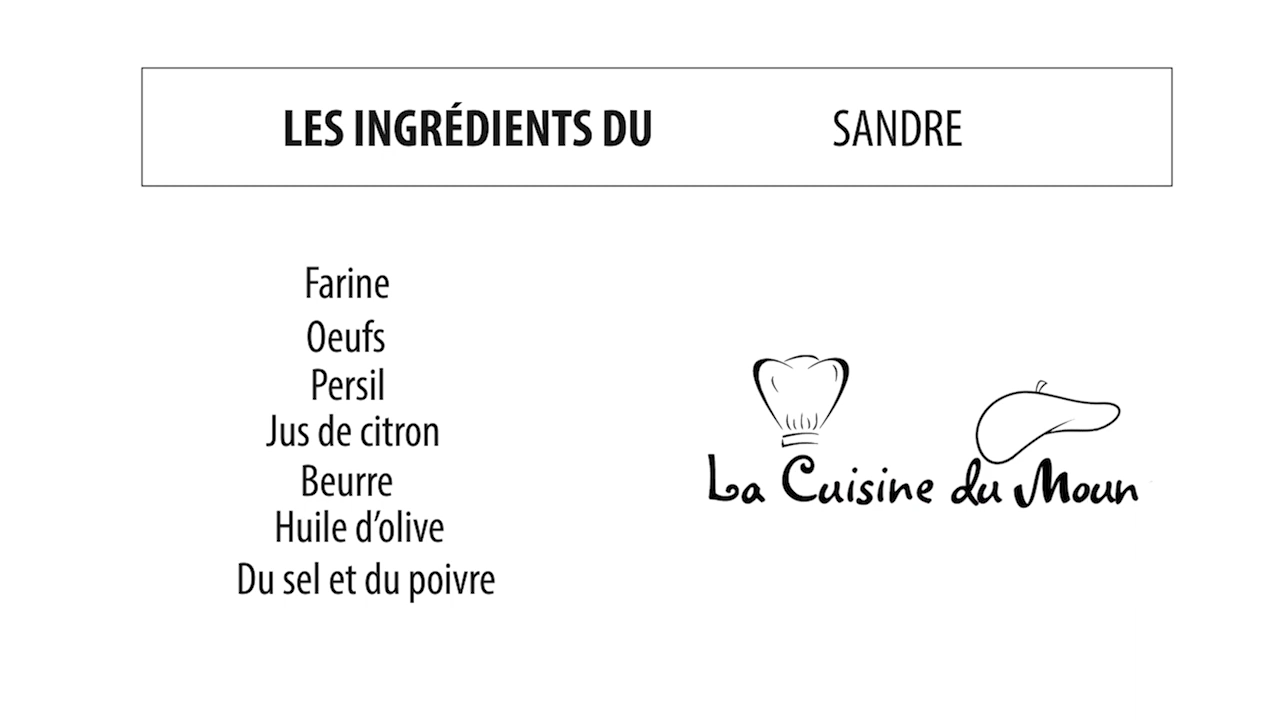 LES INGRÉDIENTS DU SANDRE
Farine
Oeufs
Persil
Jus de citron
Beurre
Huile d’olive
Du sel et du poivre
La Cuisine du Moun